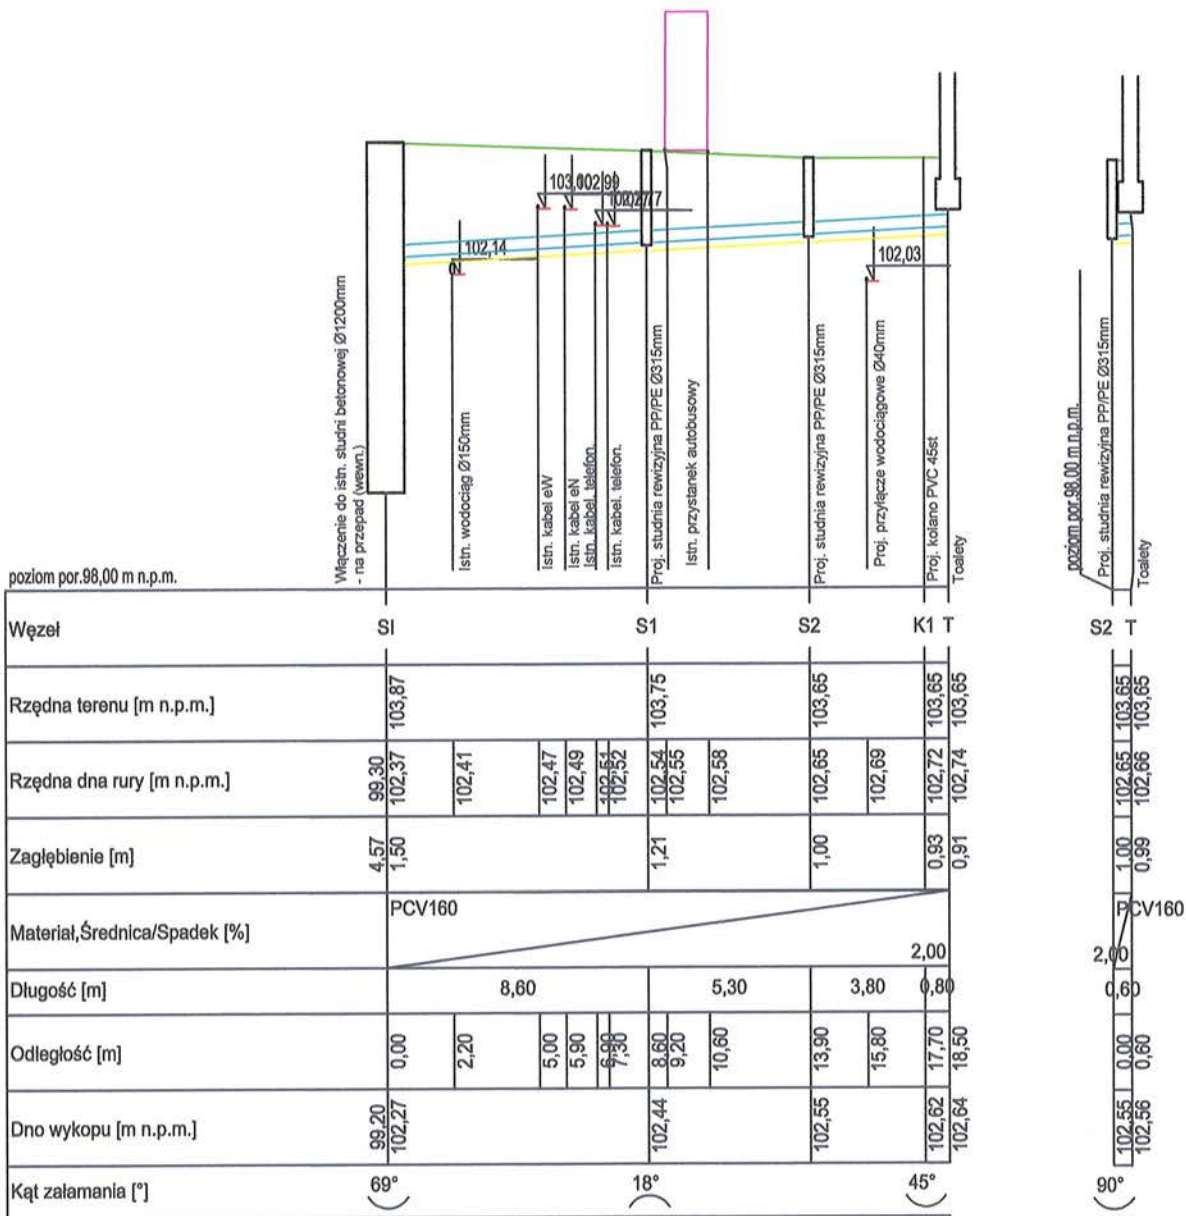 103,01
102,99
102,77
102,14
102,03
Włączenie do istn. studni betonowej Ø1200mm
- na przepad (wewn.)
Istn. wodociąg Ø150mm
Istn. kabel eW
Istn. kabel eN
Istn. kabel. telefon.
Istn. kabel. telefon.
Proj. studnia rewizyjna PP/PE Ø315mm
Istn. przystanek autobusowy
Proj. studnia rewizyjna PP/PE Ø315mm
Proj. przyłącze wodociągowe Ø40mm
Proj. kolano PVC 45st
Toalety
poziom por.98,00 m n.p.m.
Proj. studnia rewizyjna PP/PE Ø315mm
Toalety
poziom por.98,00 m n.p.m.
Węzeł SI S1 S2 K1 T S2 T
Rzędna terenu [m n.p.m.] 103,87 103,75 103,65 103,65 103,65 103,65 103,65
Rzędna dna rury [m n.p.m.] 99,30 102,37 102,41 102,47 102,49 102,51 102,52 102,54 102,55 102,58 102,65 102,69 102,72 102,74 102,65 102,66
Zagłębienie [m] 4,57 1,50 1,21 1,00 0,93 0,91 1,00 0,99
Materiał,Średnica/Spadek [%] PCV160 2,00 PCV160 2,00
Długość [m] 8,60 5,30 3,80 0,80 0,60
Odległość [m] 0,00 2,20 5,00 5,90 6,90 7,30 8,60 9,20 10,60 13,90 15,80 17,70 18,50 0,00 0,60
Dno wykopu [m n.p.m.] 99,20 102,27 102,44 102,55 102,62 102,64 102,55 102,56
Kąt załamania [°] 69° 18° 45° 90°